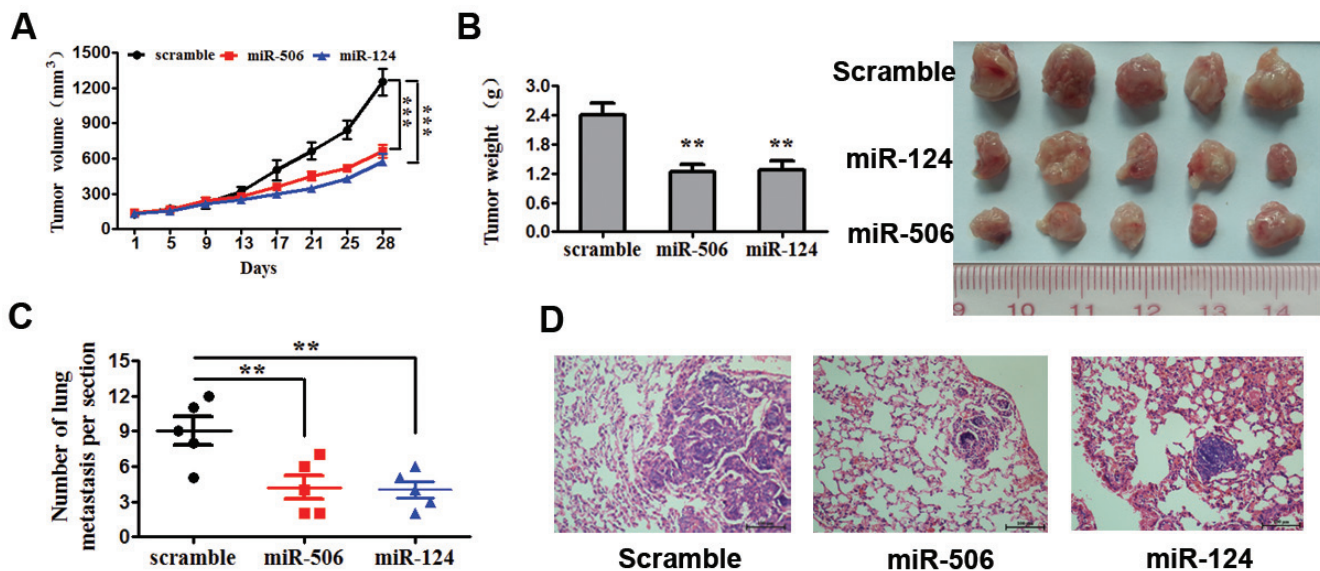 A
scramble miR-506 miR-124
Tumor volume (mm³)
1500
1200
900
600
300
0
***
***
1 5 9 13 17 21 25 28
Days
B
Tumor weight (g)
3.0
2.4
1.8
1.2
0.6
0.0
** **
scramble miR-506 miR-124
Scramble
miR-124
miR-506
9 10 11 12 13 14
C
Number of lung
metastasis per section
15
12
9
6
3
0
**
**
scramble miR-506 miR-124
D
Scramble miR-506 miR-124